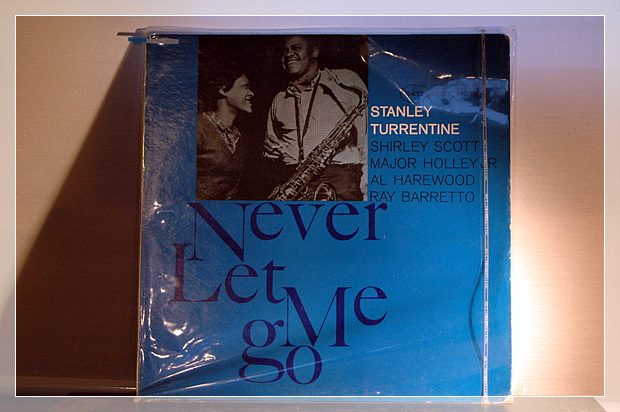 STANLEY
TURRENTINE
SHIRLEY SCOTT
MAJOR HOLLEY JR
AL HAREWOOD
RAY BARRETTO
Never
Let Me
go